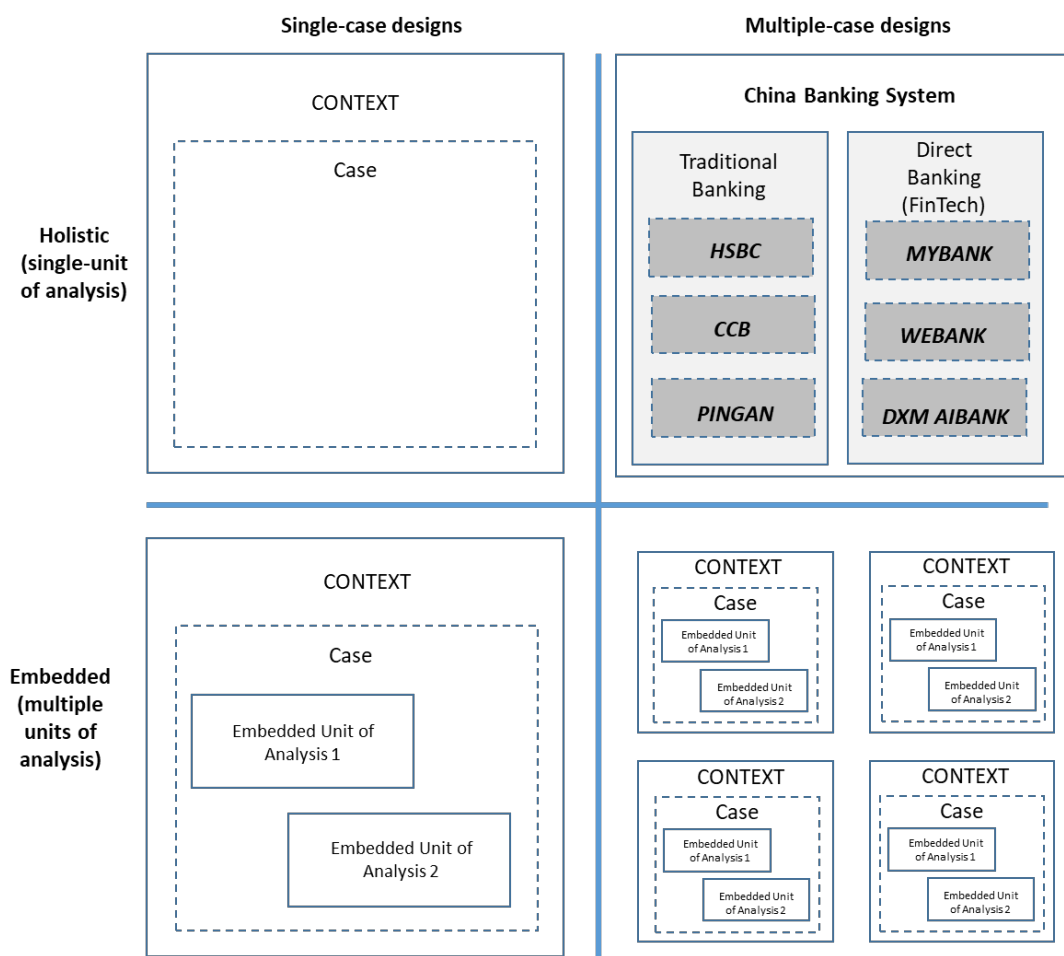 Single-case designs
Multiple-case designs
CONTEXT
Case
Holistic
(single-unit
of analysis)
China Banking System
Traditional
Banking
HSBC
CCB
PINGAN
Direct
Banking
(FinTech)
MYBANK
WEBANK
DXM AIBANK
CONTEXT
Case
Embedded Unit of
Analysis 1
Embedded Unit of
Analysis 2
Embedded
(multiple
units of
analysis)
CONTEXT
Case
Embedded Unit
of Analysis 1
Embedded Unit
of Analysis 2
CONTEXT
Case
Embedded Unit
of Analysis 1
Embedded Unit
of Analysis 2
CONTEXT
Case
Embedded Unit
of Analysis 1
Embedded Unit
of Analysis 2
CONTEXT
Case
Embedded Unit
of Analysis 1
Embedded Unit
of Analysis 2